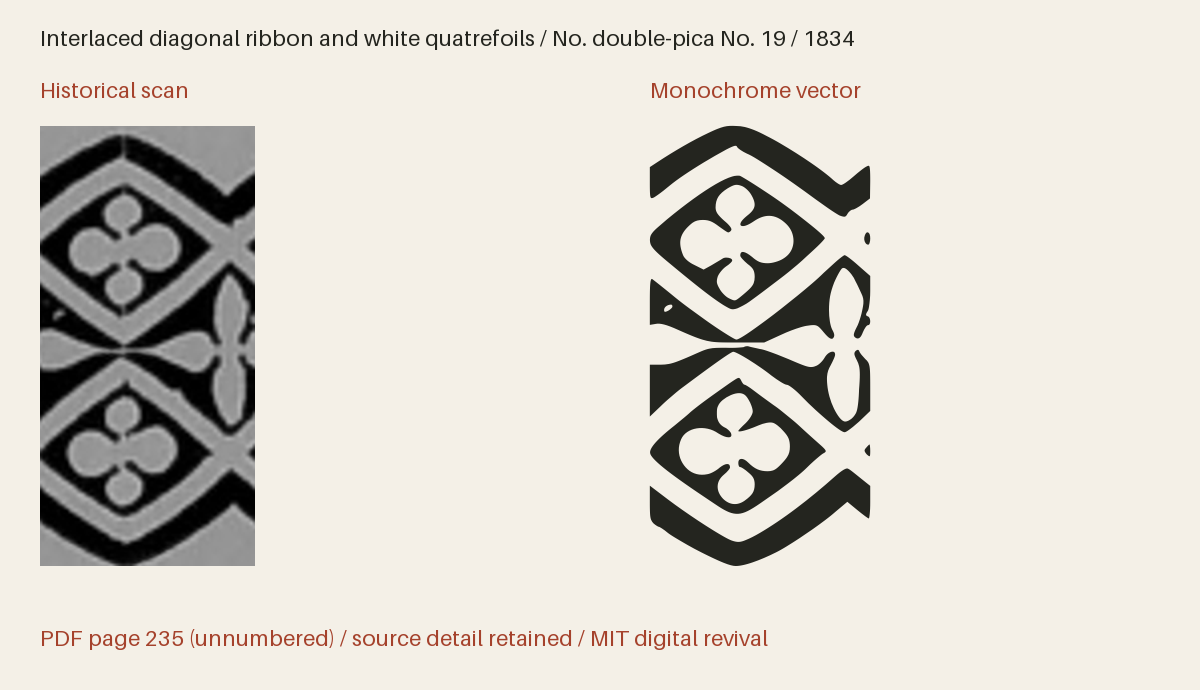 Interlaced diagonal ribbon and white quatrefoils / No. double-pica No. 19 / 1834
Historical scan
Monochrome vector
PDF page 235 (unnumbered) / source detail retained / MIT digital revival